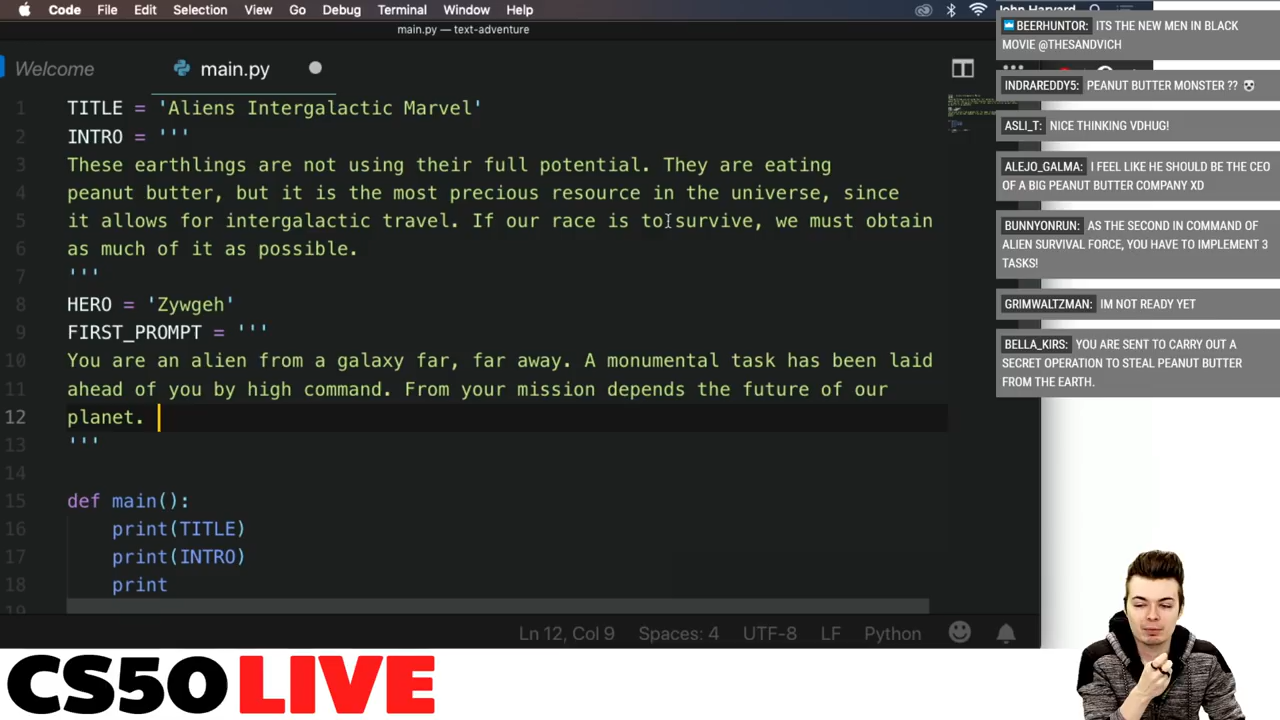 Code File Edit Selection View Go Debug Terminal Window Help
main.py — text-adventure
Welcome
main.py
1 TITLE = 'Aliens Intergalactic Marvel'
2 INTRO = '''
3 These earthlings are not using their full potential. They are eating
4 peanut butter, but it is the most precious resource in the universe, since
5 it allows for intergalactic travel. If our race is to survive, we must obtain
6 as much of it as possible.
7 '''
8 HERO = 'Zywgeh'
9 FIRST_PROMPT = '''
10 You are an alien from a galaxy far, far away. A monumental task has been laid
11 ahead of you by high command. From your mission depends the future of our
12 planet.
13 '''
14
15 def main():
16 print(TITLE)
17 print(INTRO)
18 print
19
Ln 12, Col 9 Spaces: 4 UTF-8 LF Python
John Harvard
BEERHUNTOR: ITS THE NEW MEN IN BLACK
MOVIE @THESANDVICH
INDRAREDDY5: PEANUT BUTTER MONSTER ??
ASLI_T: NICE THINKING VDHUG!
ALEJO_GALMA: I FEEL LIKE HE SHOULD BE THE CEO
OF A BIG PEANUT BUTTER COMPANY XD
BUNNYONRUN: AS THE SECOND IN COMMAND OF
ALIEN SURVIVAL FORCE, YOU HAVE TO IMPLEMENT 3
TASKS!
GRIMWALTZMAN: IM NOT READY YET
BELLA_KIRS: YOU ARE SENT TO CARRY OUT A
SECRET OPERATION TO STEAL PEANUT BUTTER
FROM THE EARTH.
CS50 LIVE